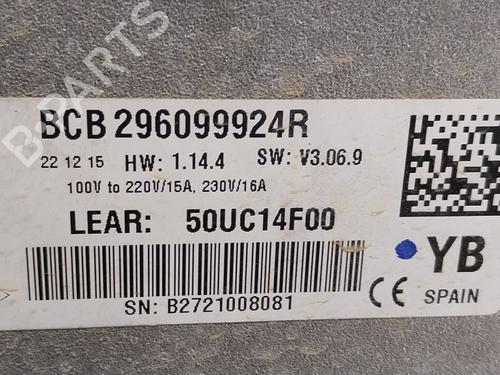 B-PARTS
BCB 296099924R
22 12 15 HW: 1.14.4 SW: V3.06.9
100V to 220V/15A, 230V/16A
LEAR: 50UC14F00
YB
SN: B2721008081
CE SPAIN